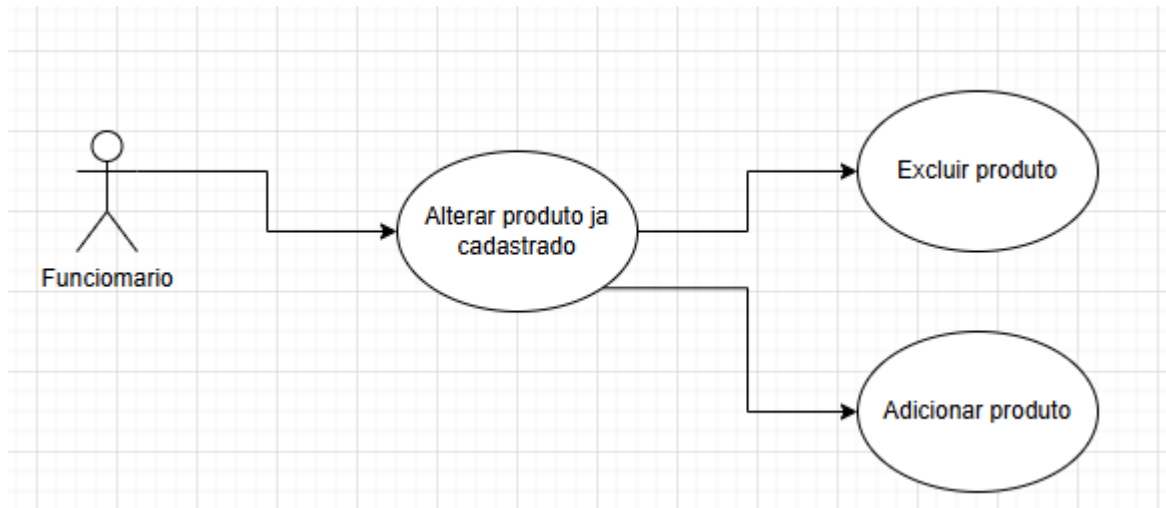 Funciomario
Alterar produto ja
cadastrado
Excluir produto
Adicionar produto